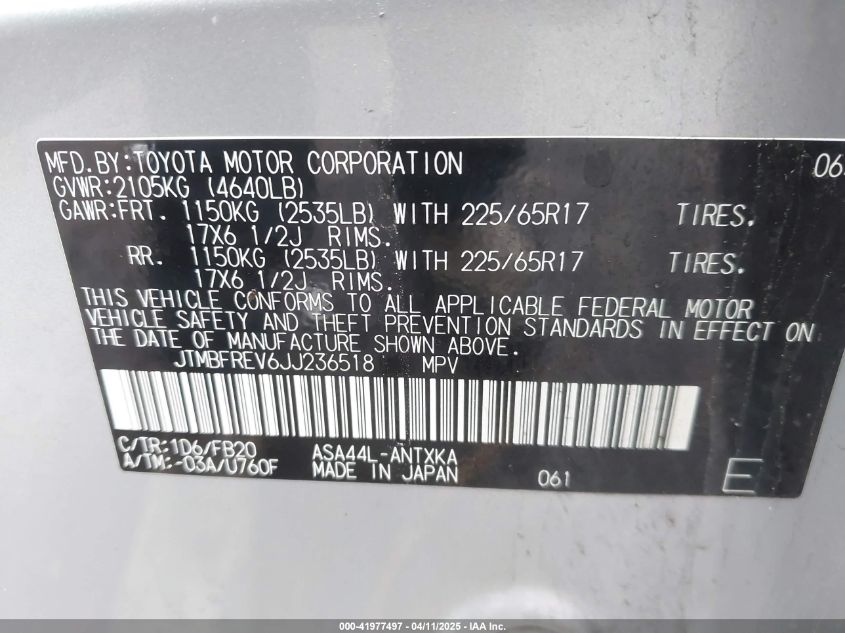 MFD.BY:TOYOTA MOTOR CORPORATION
GVWR:2105KG (4640LB)
GAWR:FRT. 1150KG (2535LB) WITH 225/65R17 TIRES.
17X6 1/2J RIMS.
RR. 1150KG (2535LB) WITH 225/65R17 TIRES.
17X6 1/2J RIMS.
THIS VEHICLE CONFORMS TO ALL APPLICABLE FEDERAL MOTOR
VEHICLE SAFETY AND THEFT PREVENTION STANDARDS IN EFFECT ON
THE DATE OF MANUFACTURE SHOWN ABOVE.
JTMBFREV6JJ236518 MPV
C/TR:1D6/FB20 ASA44L-ANTXKA
A/TM:-03A/U760F MADE IN JAPAN 061 E
000-41977497 - 04/11/2025 - IAA Inc.